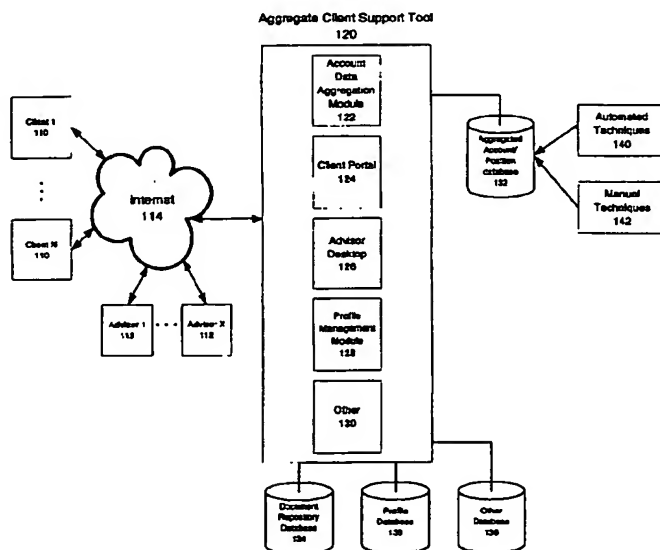 Aggregate Client Support Tool
120
Account
Data
Aggregation
Module
122
Client Portal
124
Advisor
Desktop
126
Profile
Management
Module
128
Other
130
Client 1
110
Client N
110
Internet
114
Advisor 1
112
Advisor X
112
Aggregated
Account/
Position
database
132
Automated
Techniques
140
Manual
Techniques
142
Document
Repository
Database
134
Profile
Database
Other
Database